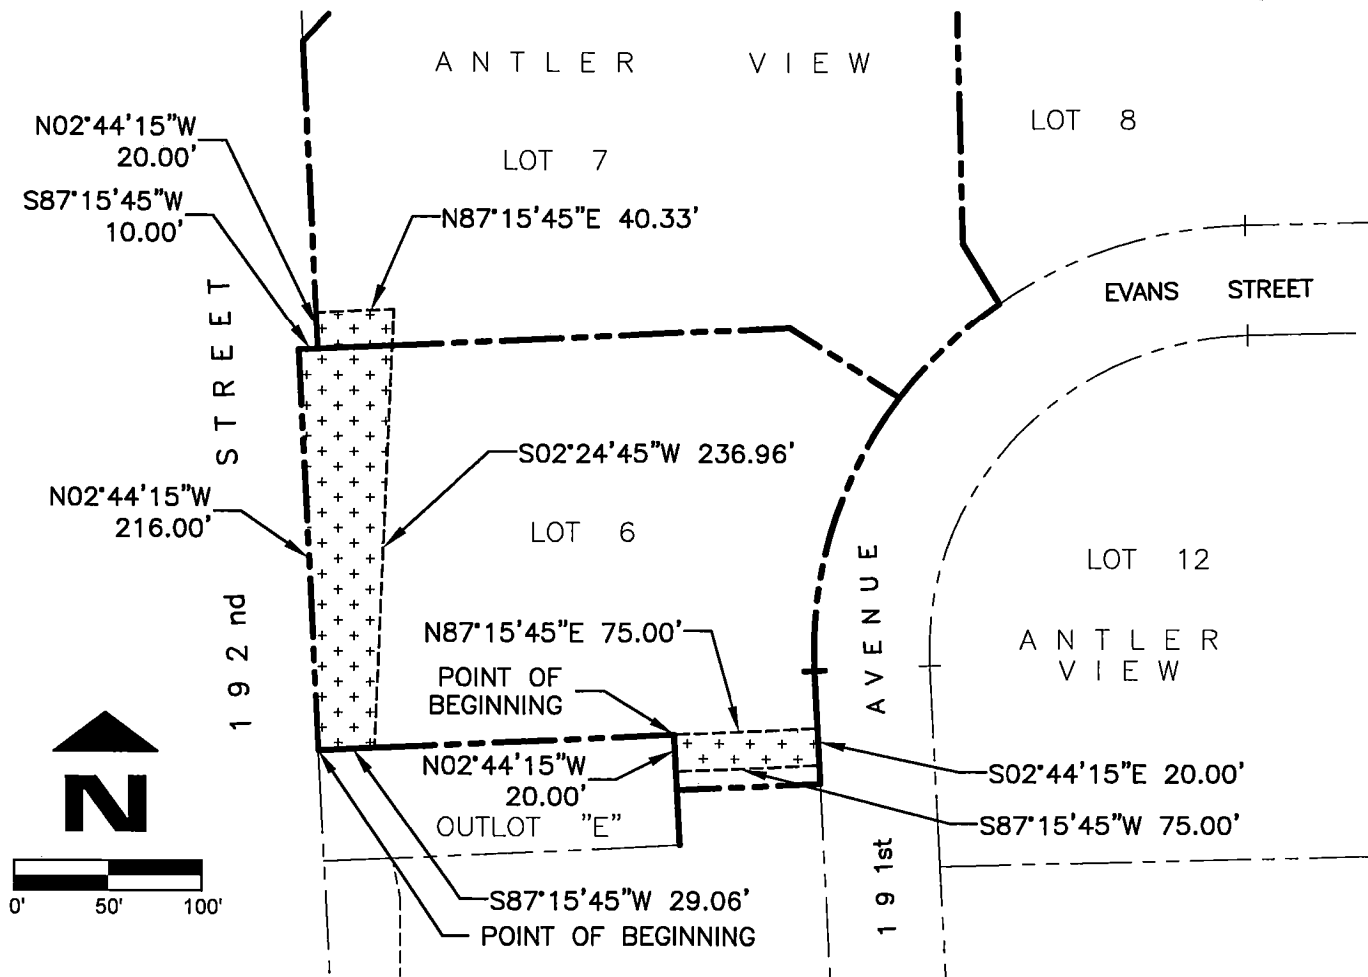 ANTLER VIEW
LOT 8
N02°44'15"W
20.00'
LOT 7
S87°15'45"W
10.00'
N87°15'45"E 40.33'
EVANS STREET
192nd STREET
S02°24'45"W 236.96'
N02°44'15"W
216.00'
LOT 6
LOT 12
ANTLER
VIEW
191st AVENUE
N87°15'45"E 75.00'
POINT OF
BEGINNING
N02°44'15"W
20.00'
S02°44'15"E 20.00'
S87°15'45"W 75.00'
OUTLOT "E"
N
0' 50' 100'
S87°15'45"W 29.06'
POINT OF BEGINNING